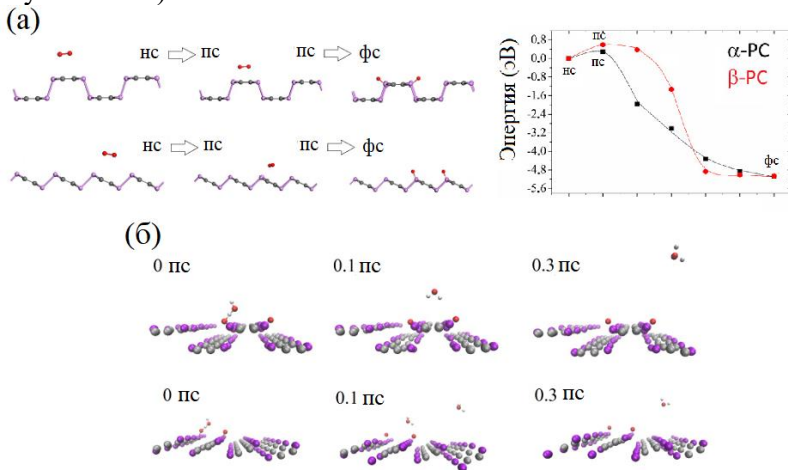 (а)
нс пс пс фс
нс пс пс фс
Энергия (эВ)
0,8
0,0
-0,8
-1,6
-2,4
-3,2
-4,0
-4,8
-5,6
пс
нс
пс
фс
α-PC
β-PC
(б)
0 пс 0.1 пс 0.3 пс
0 пс 0.1 пс 0.3 пс